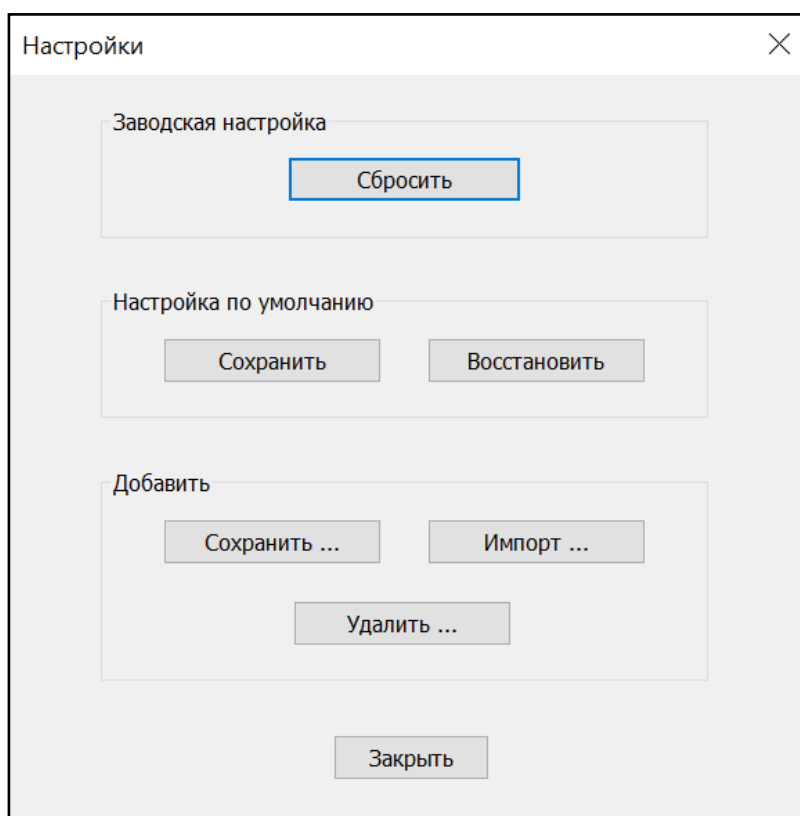 Настройки
Заводская настройка
Сбросить
Настройка по умолчанию
Сохранить Восстановить
Добавить
Сохранить ... Импорт ...
Удалить ...
Закрыть